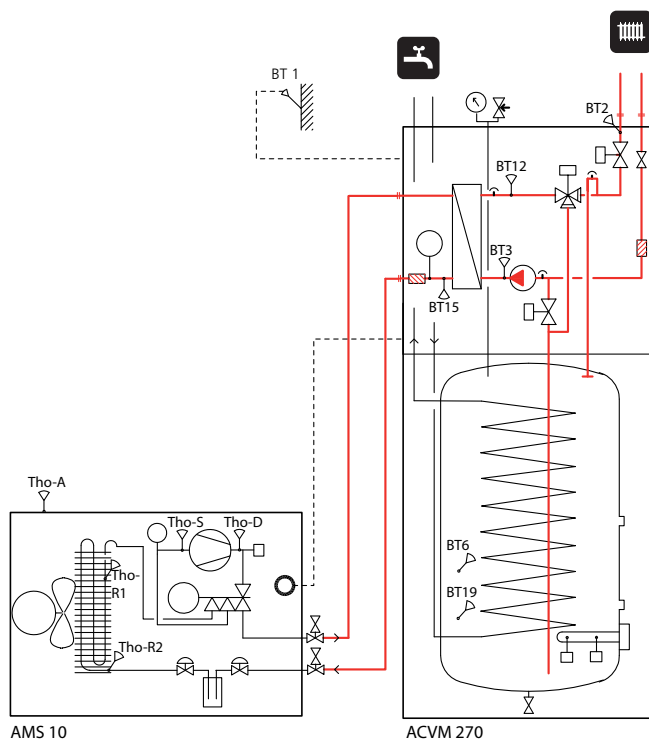 BT 1
BT2
BT12
BT3
BT15
Tho-A
Tho-S
Tho-D
Tho-
R1
Tho-R2
BT6
BT19
AMS 10
ACVM 270